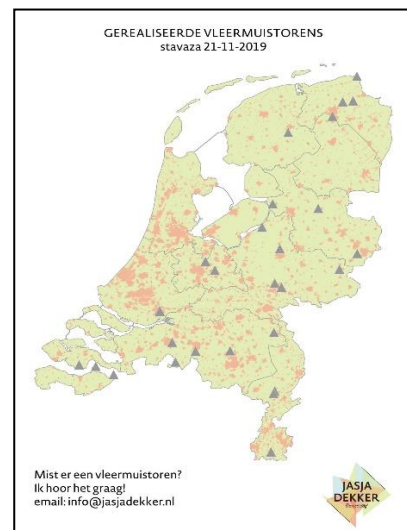 GEREALISEERDE VLEERMUISTORENS
stavaza 21-11-2019
Mist er een vleermuistoren?
Ik hoor het graag!
email: info@jasjadekker.nl
JASJA
DEKKER